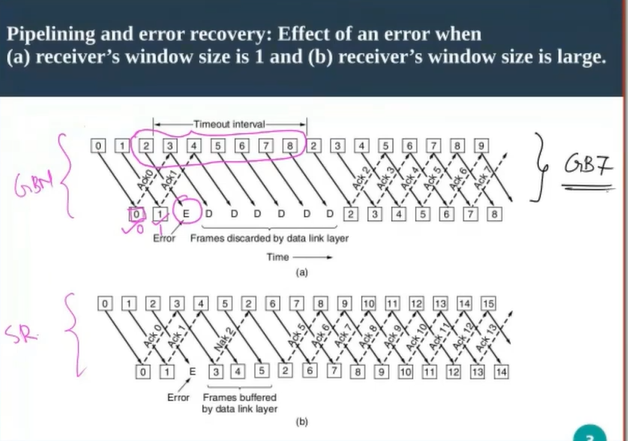 Pipelining and error recovery: Effect of an error when
(a) receiver's window size is 1 and (b) receiver's window size is large.
Timeout interval
0 1 2 3 4 5 6 7 8 2 3 4 5 6 7 8 9
GBN
Ack 0 Ack 1 Ack 2 Ack 3 Ack 4 Ack 5 Ack 6 Ack 7
GB7
0 1 E D D D D D D 2 3 4 5 6 7 8
0 1
Error Frames discarded by data link layer
Time
(a)
0 1 2 3 4 5 2 6 7 8 9 10 11 12 13 14 15
SR
Ack 0 Ack 1 Nak 2 Ack 5 Ack 6 Ack 7 Ack 8 Ack 9 Ack 10 Ack 11 Ack 12 Ack 13
0 1 E 3 4 5 2 6 7 8 9 10 11 12 13 14
Error Frames buffered
by data link layer
(b)